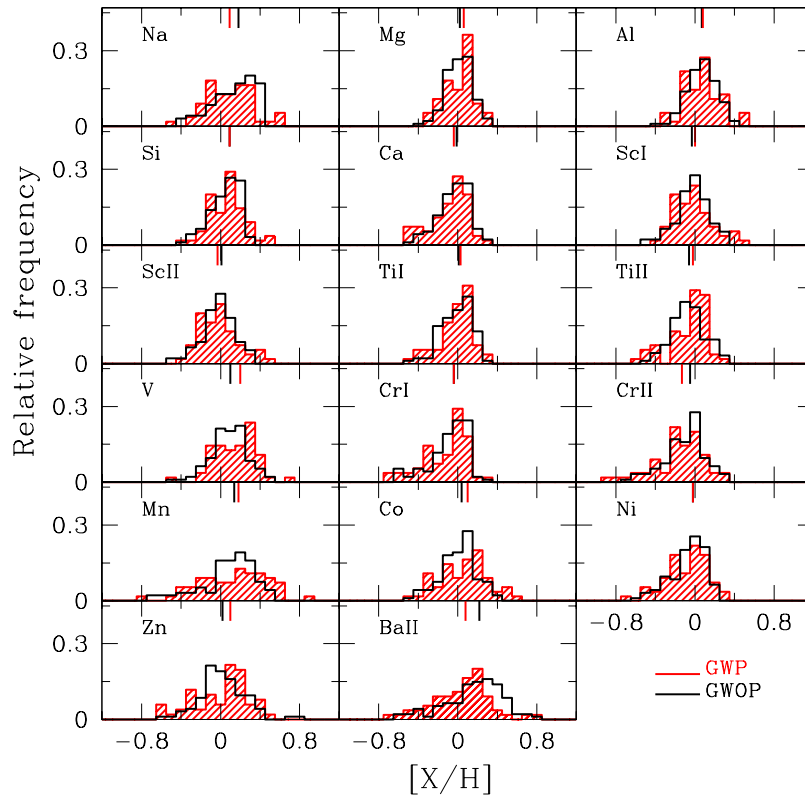 Na Mg Al
0.3
0
Si Ca ScI
0.3
0
ScII TiI TiII
0.3
0
V CrI CrII
0.3
0
Mn Co Ni
0.3
0
-0.8 0 0.8
Zn BaII
0.3
0
-0.8 0 0.8 -0.8 0 0.8
GWP
GWOP
Relative frequency
[X/H]